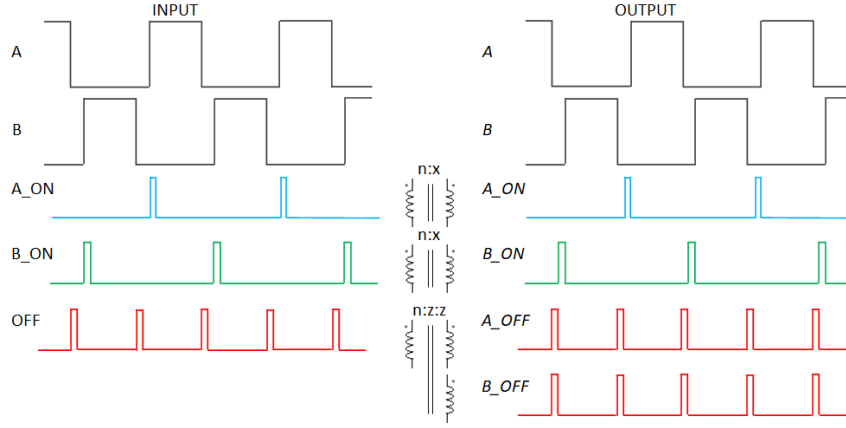 INPUT
OUTPUT
A
A
B
B
n:x
A_ON
A_ON
n:x
B_ON
B_ON
n:z:z
OFF
A_OFF
B_OFF